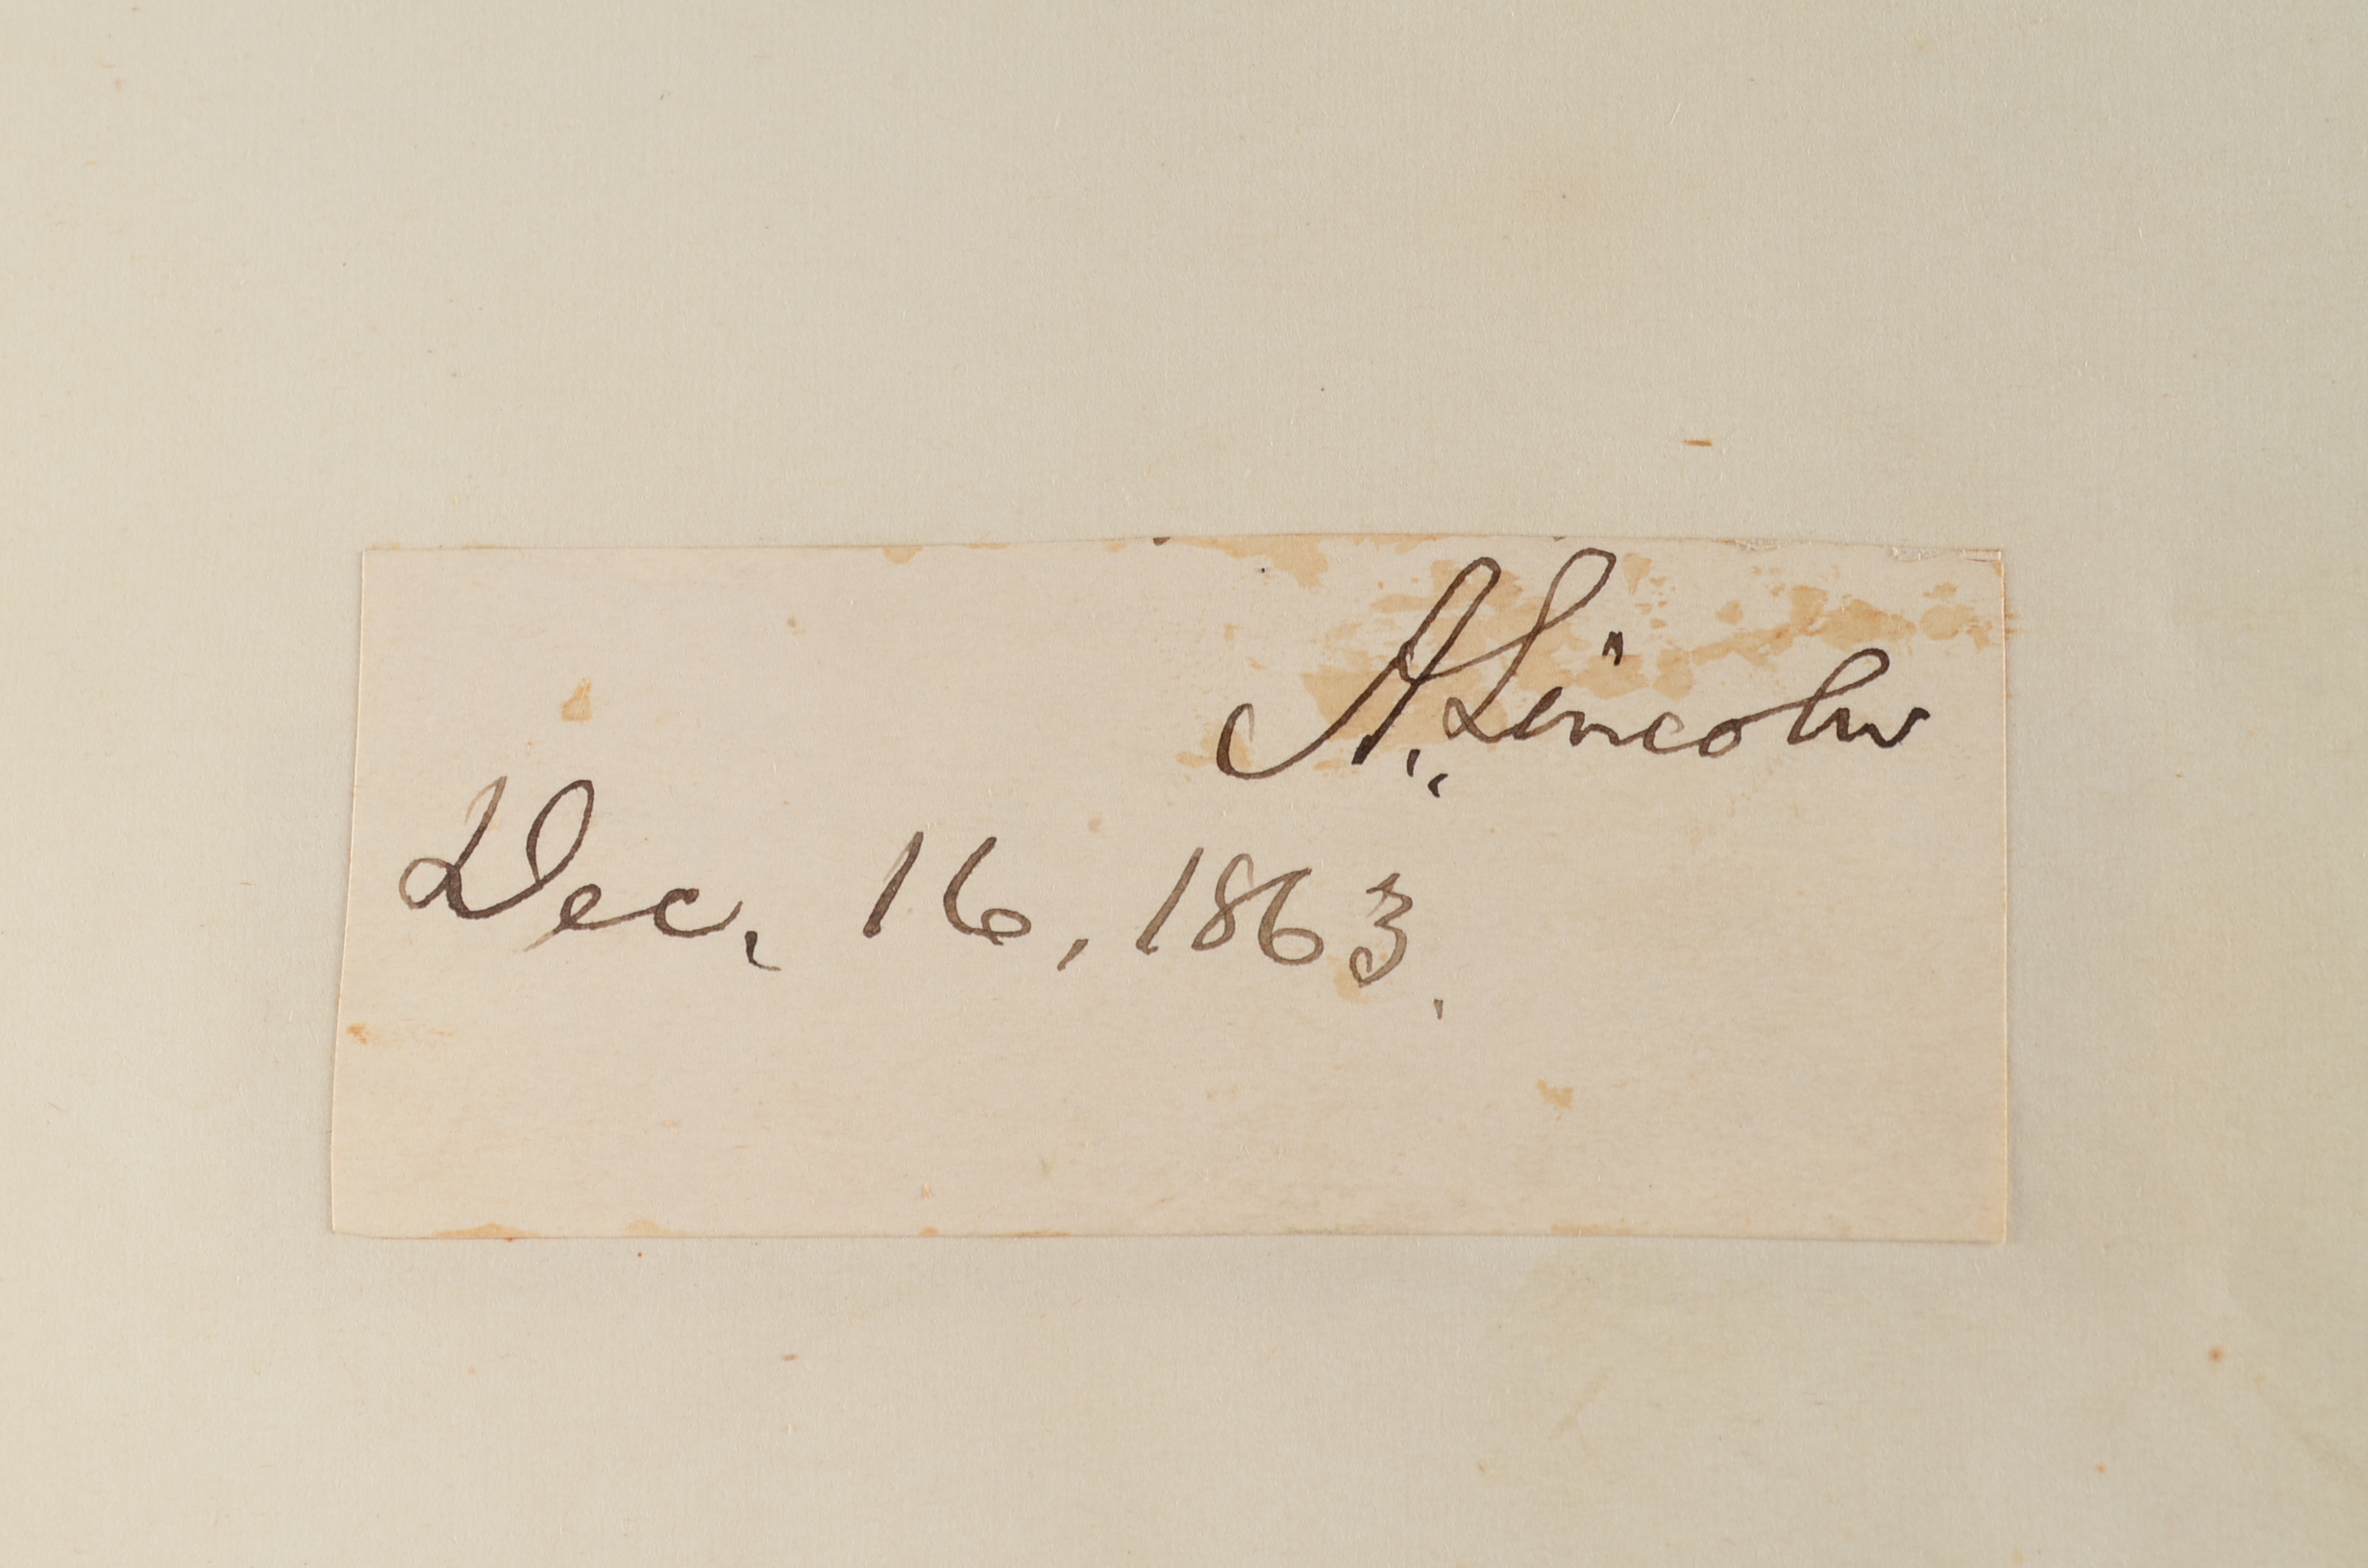 A. Lincoln
Dec. 16, 1863.